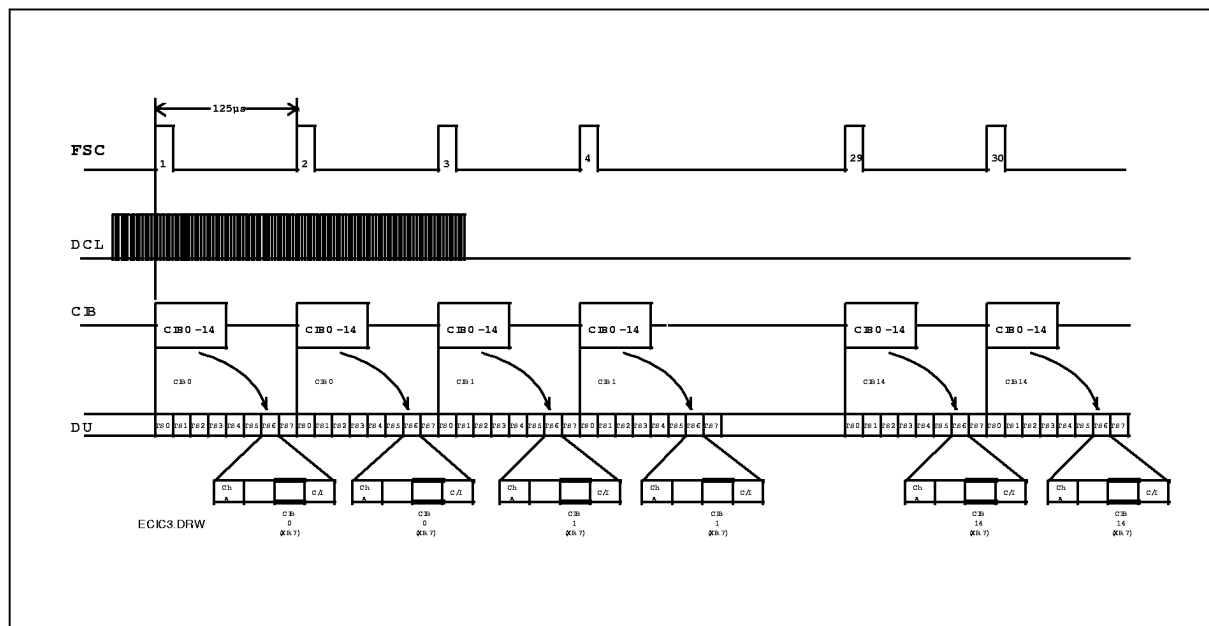 125µs
FSC
1 2 3 4 29 30
DCL
CIB
CIB0-14 CIB0-14 CIB0-14 CIB0-14 CIB0-14 CIB0-14
CIB0 CIB0 CIB1 CIB1 CIB14 CIB14
DU
TS0 TS1 TS2 TS3 TS4 TS5 TS6 TS7 TS0 TS1 TS2 TS3 TS4 TS5 TS6 TS7 TS0 TS1 TS2 TS3 TS4 TS5 TS6 TS7 TS0 TS1 TS2 TS3 TS4 TS5 TS6 TS7 TS0 TS1 TS2 TS3 TS4 TS5 TS6 TS7 TS0 TS1 TS2 TS3 TS4 TS5 TS6 TS7
Ch C/I Ch C/I Ch C/I Ch C/I Ch C/I Ch C/I
A A A A A A
CIB CIB CIB CIB CIB CIB
ECIC3.DRW 0 0 1 1 14 14
(XR7) (XR7) (XR7) (XR7) (XR7) (XR7)